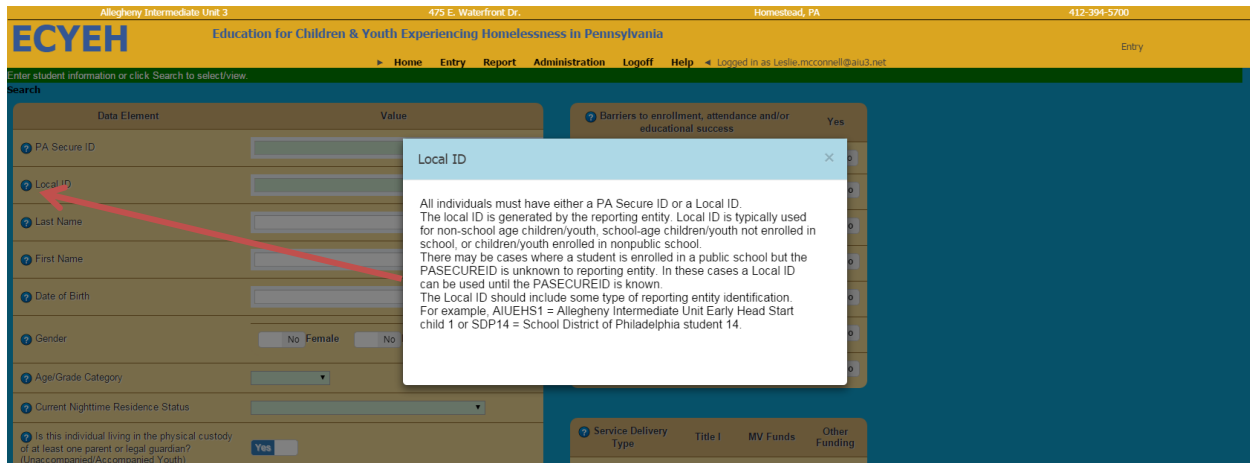 Allegheny Intermediate Unit 3 475 E. Waterfront Dr. Homestead, PA 412-394-5700
ECYEH
Education for Children & Youth Experiencing Homelessness in Pennsylvania
Entry
► Home Entry Report Administration Logoff Help ◄ Logged in as Leslie.mcconnell@aiu3.net
Enter student information or click Search to select/view.
Search
Data Element Value
PA Secure ID
Local ID
Last Name
First Name
Date of Birth
Gender No Female No
Age/Grade Category
Current Nighttime Residence Status
Is this individual living in the physical custody
of at least one parent or legal guardian?
(Unaccompanied/Accompanied Youth)
Yes
Barriers to enrollment, attendance and/or
educational success
Yes
Local ID ×
All individuals must have either a PA Secure ID or a Local ID.
The local ID is generated by the reporting entity. Local ID is typically used
for non-school age children/youth, school-age children/youth not enrolled in
school, or children/youth enrolled in nonpublic school.
There may be cases where a student is enrolled in a public school but the
PASECUREID is unknown to reporting entity. In these cases a Local ID
can be used until the PASECUREID is known.
The Local ID should include some type of reporting entity identification.
For example, AIUEHS1 = Allegheny Intermediate Unit Early Head Start
child 1 or SDP14 = School District of Philadelphia student 14.
Service Delivery
Type
Title I MV Funds Other
Funding